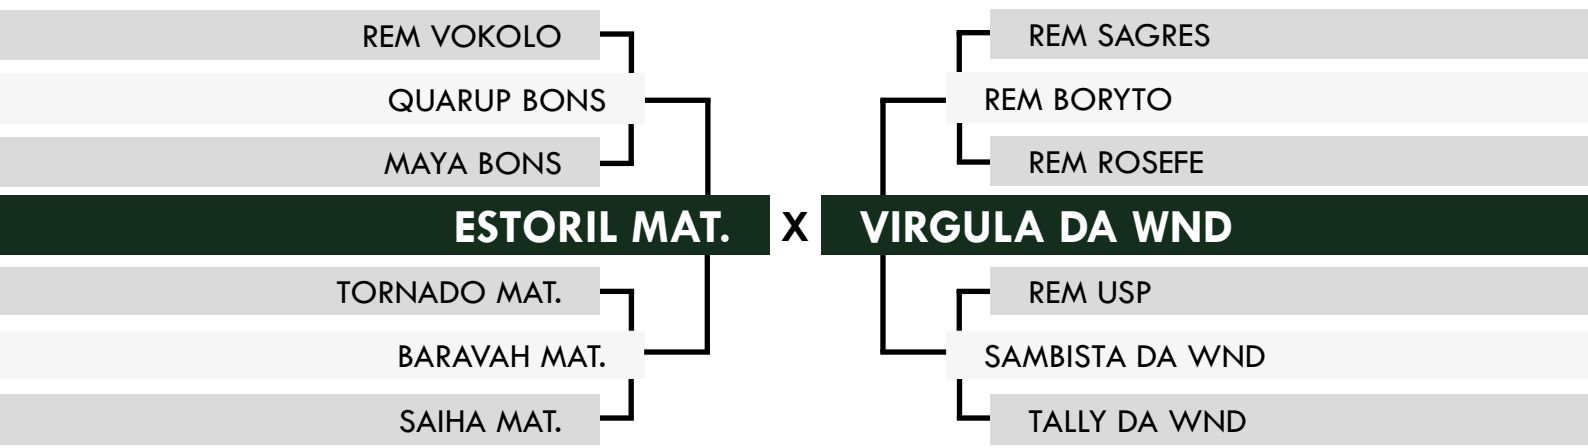 REM VOKOLO
QUARUP BONS
MAYA BONS
ESTORIL MAT.
TORNADO MAT.
BARAVAH MAT.
SAIHA MAT.
X
REM SAGRES
REM BORYTO
REM ROSEFE
VIRGULA DA WND
REM USP
SAMBISTA DA WND
TALLY DA WND